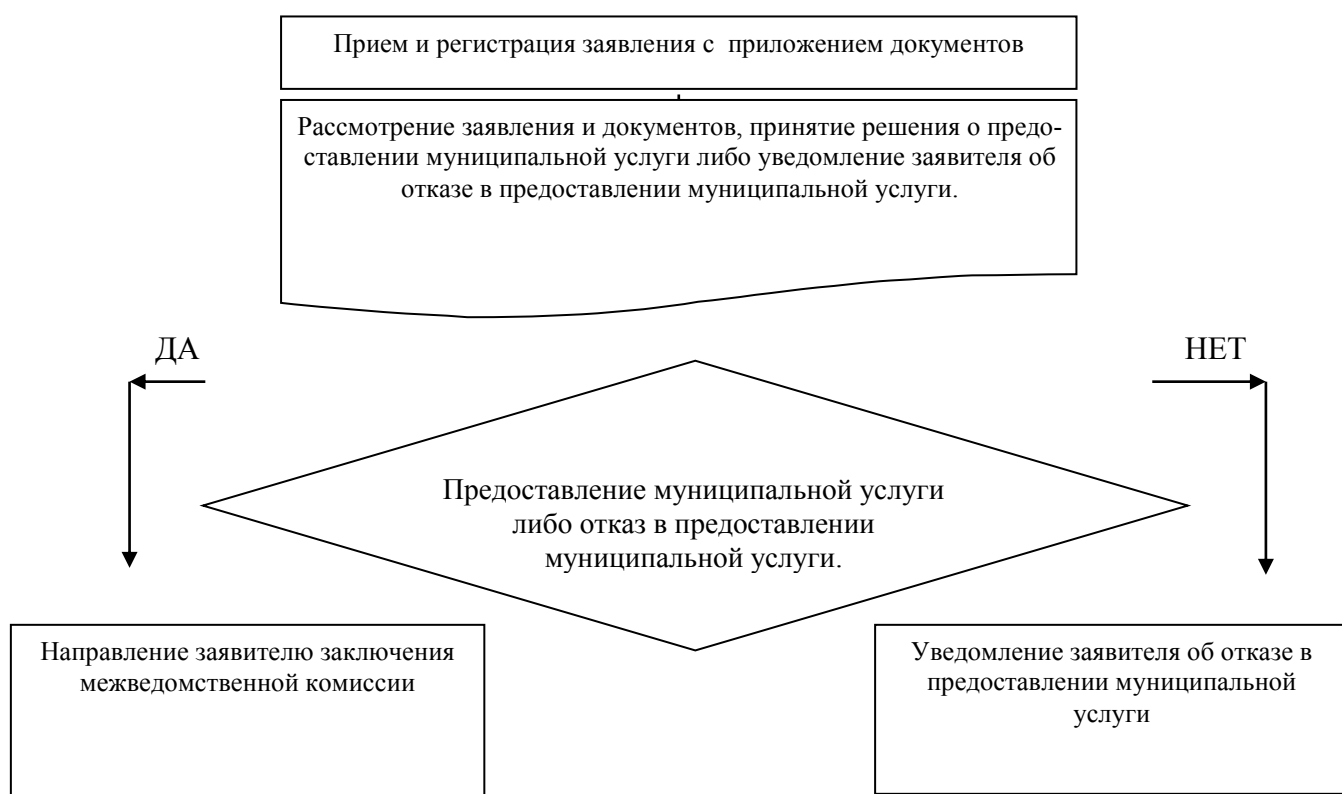 Прием и регистрация заявления с  приложением документов
Рассмотрение заявления и документов, принятие решения о предо-
ставлении муниципальной услуги либо уведомление заявителя об
отказе в предоставлении муниципальной услуги.
ДА
НЕТ
Предоставление муниципальной услуги
либо отказ в предоставлении
муниципальной услуги.
Направление заявителю заключения
межведомственной комиссии
Уведомление заявителя об отказе в
предоставлении муниципальной
услуги